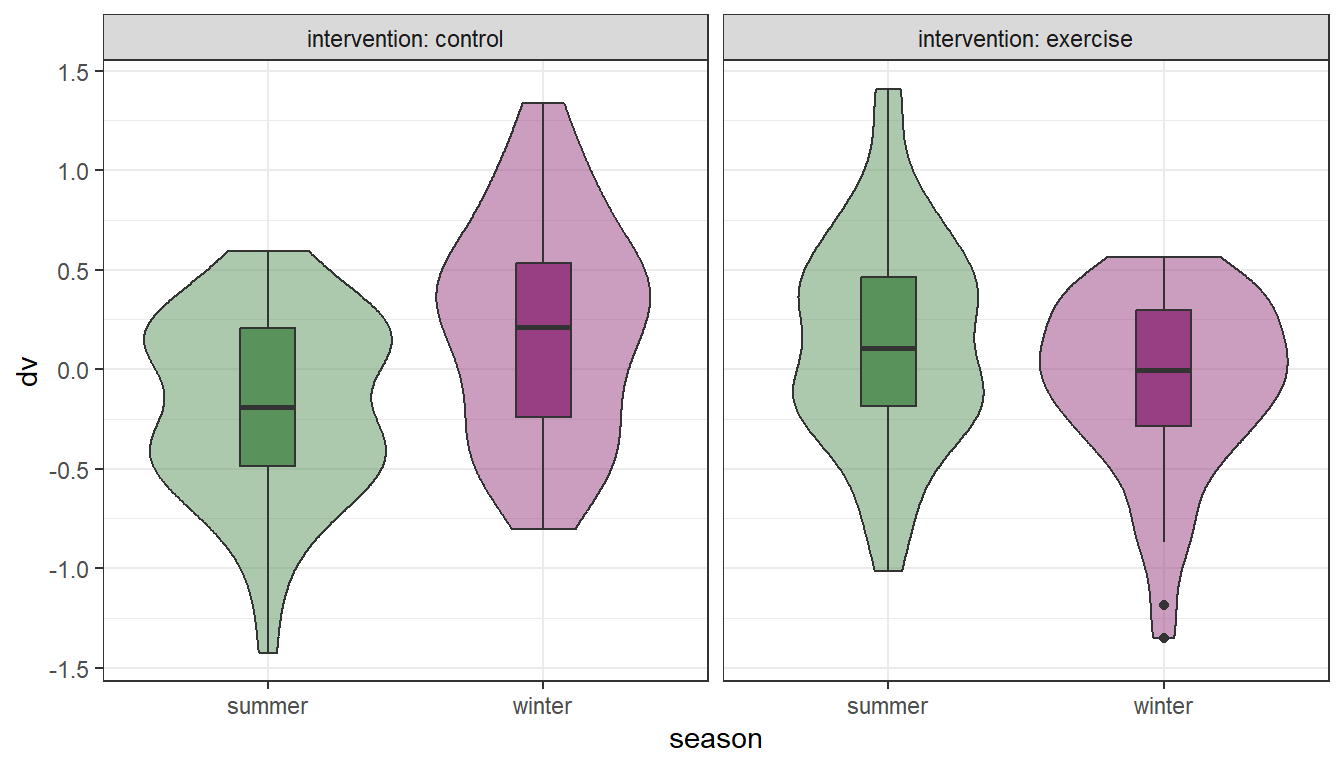 intervention: control
intervention: exercise
dv
1.5
1.0
0.5
0.0
-0.5
-1.0
-1.5
summer winter summer winter
season